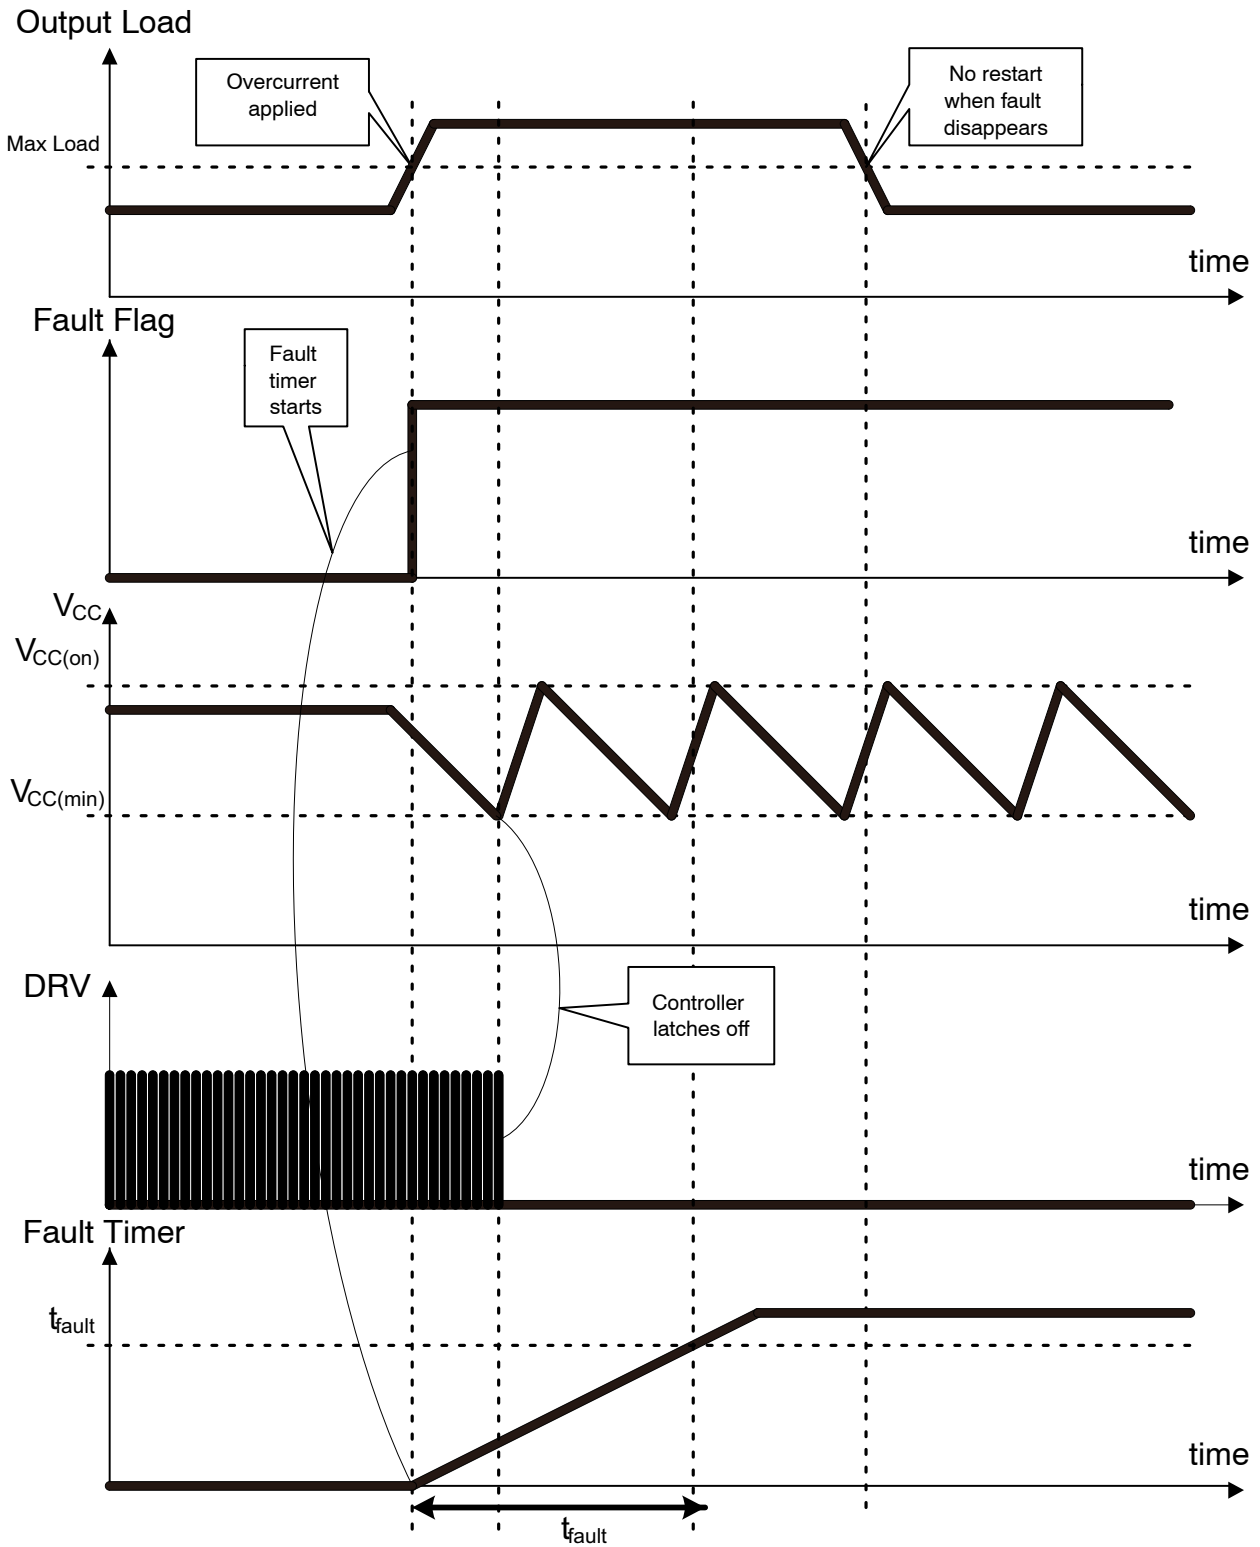 Output Load
Overcurrent
applied
No restart
when fault
disappears
Max Load
time
Fault Flag
Fault
timer
starts
time
VCC
VCC(on)
VCC(min)
time
DRV
Controller
latches off
time
Fault Timer
tfault
time
tfault